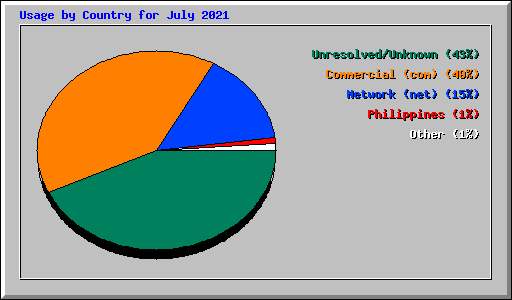 Usage by Country for July 2021
Unresolved/Unknown (43%)
Commercial (com) (40%)
Network (net) (15%)
Philippines (1%)
Other (1%)